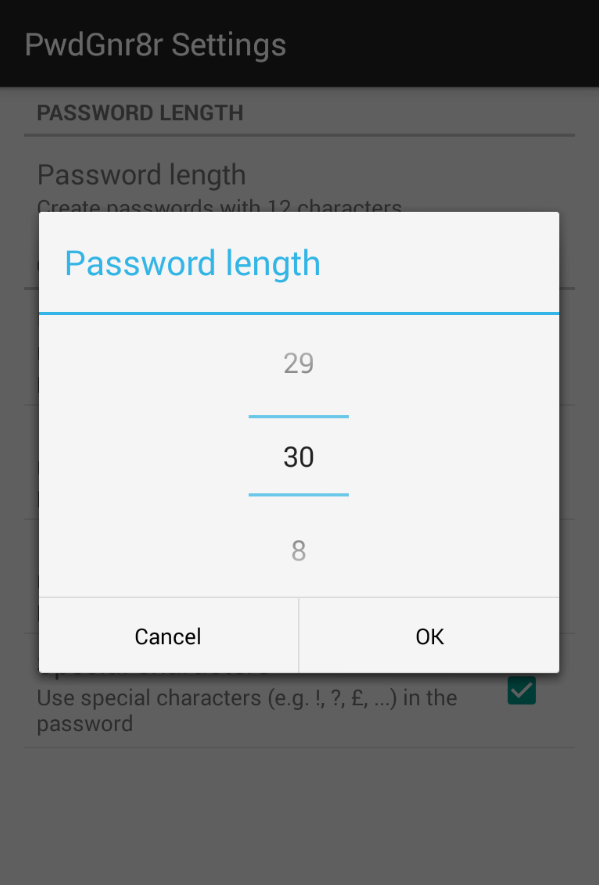 PwdGnr8r Settings
PASSWORD LENGTH
Password length
Create passwords with 12 characters
Password length
29
30
8
Cancel
OK
Use special characters (e.g. !, ?, £, ...) in the
password